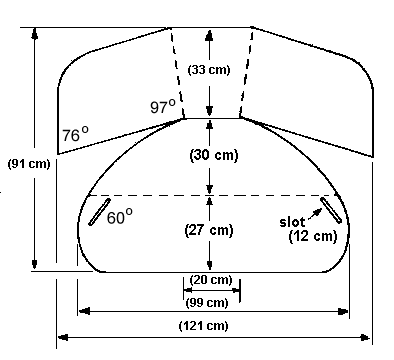 (33 cm)
97°
76°
(91 cm)
(30 cm)
60°
(27 cm)
slot
(12 cm)
(20 cm)
(99 cm)
(121 cm)